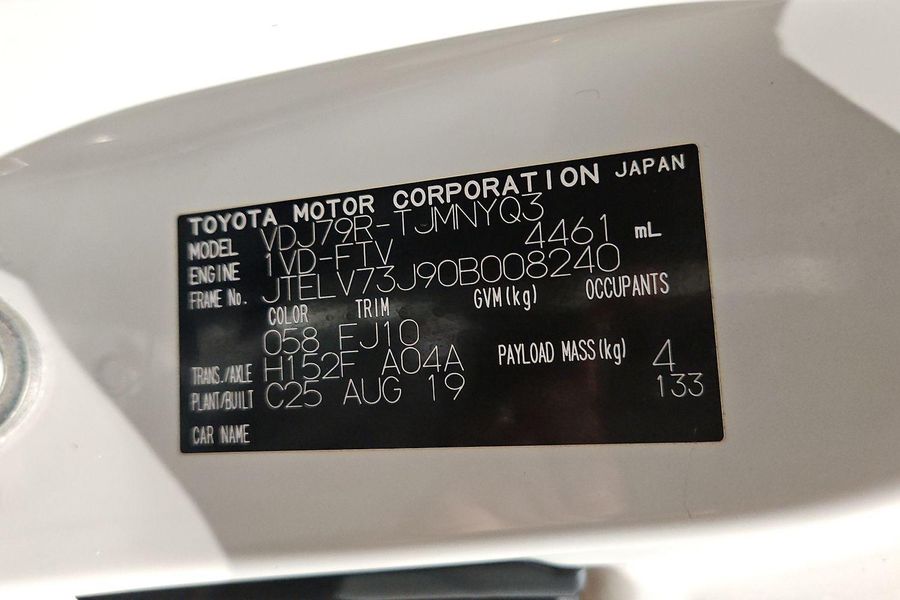 TOYOTA MOTOR CORPORATION JAPAN
MODEL VDJ79R-TJMNYQ3
ENGINE 1VD-FTV 4461 mL
FRAME No. JTELV73J90B008240
COLOR TRIM GVM(kg) OCCUPANTS
058 FJ10
TRANS./AXLE H152F A04A PAYLOAD MASS(kg) 4
PLANT/BUILT C25 AUG 19 133
CAR NAME